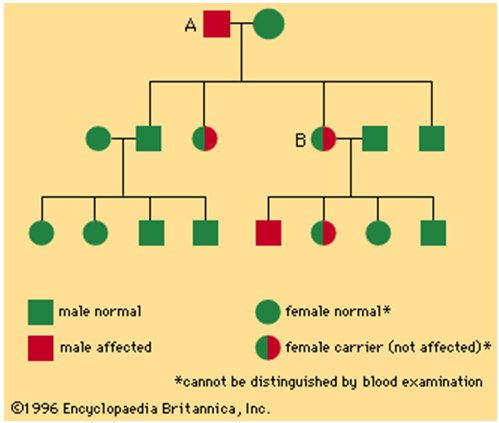 A
B
male normal
female normal*
male affected
female carrier (not affected)*
*cannot be distinguished by blood examination
©1996 Encyclopaedia Britannica, Inc.